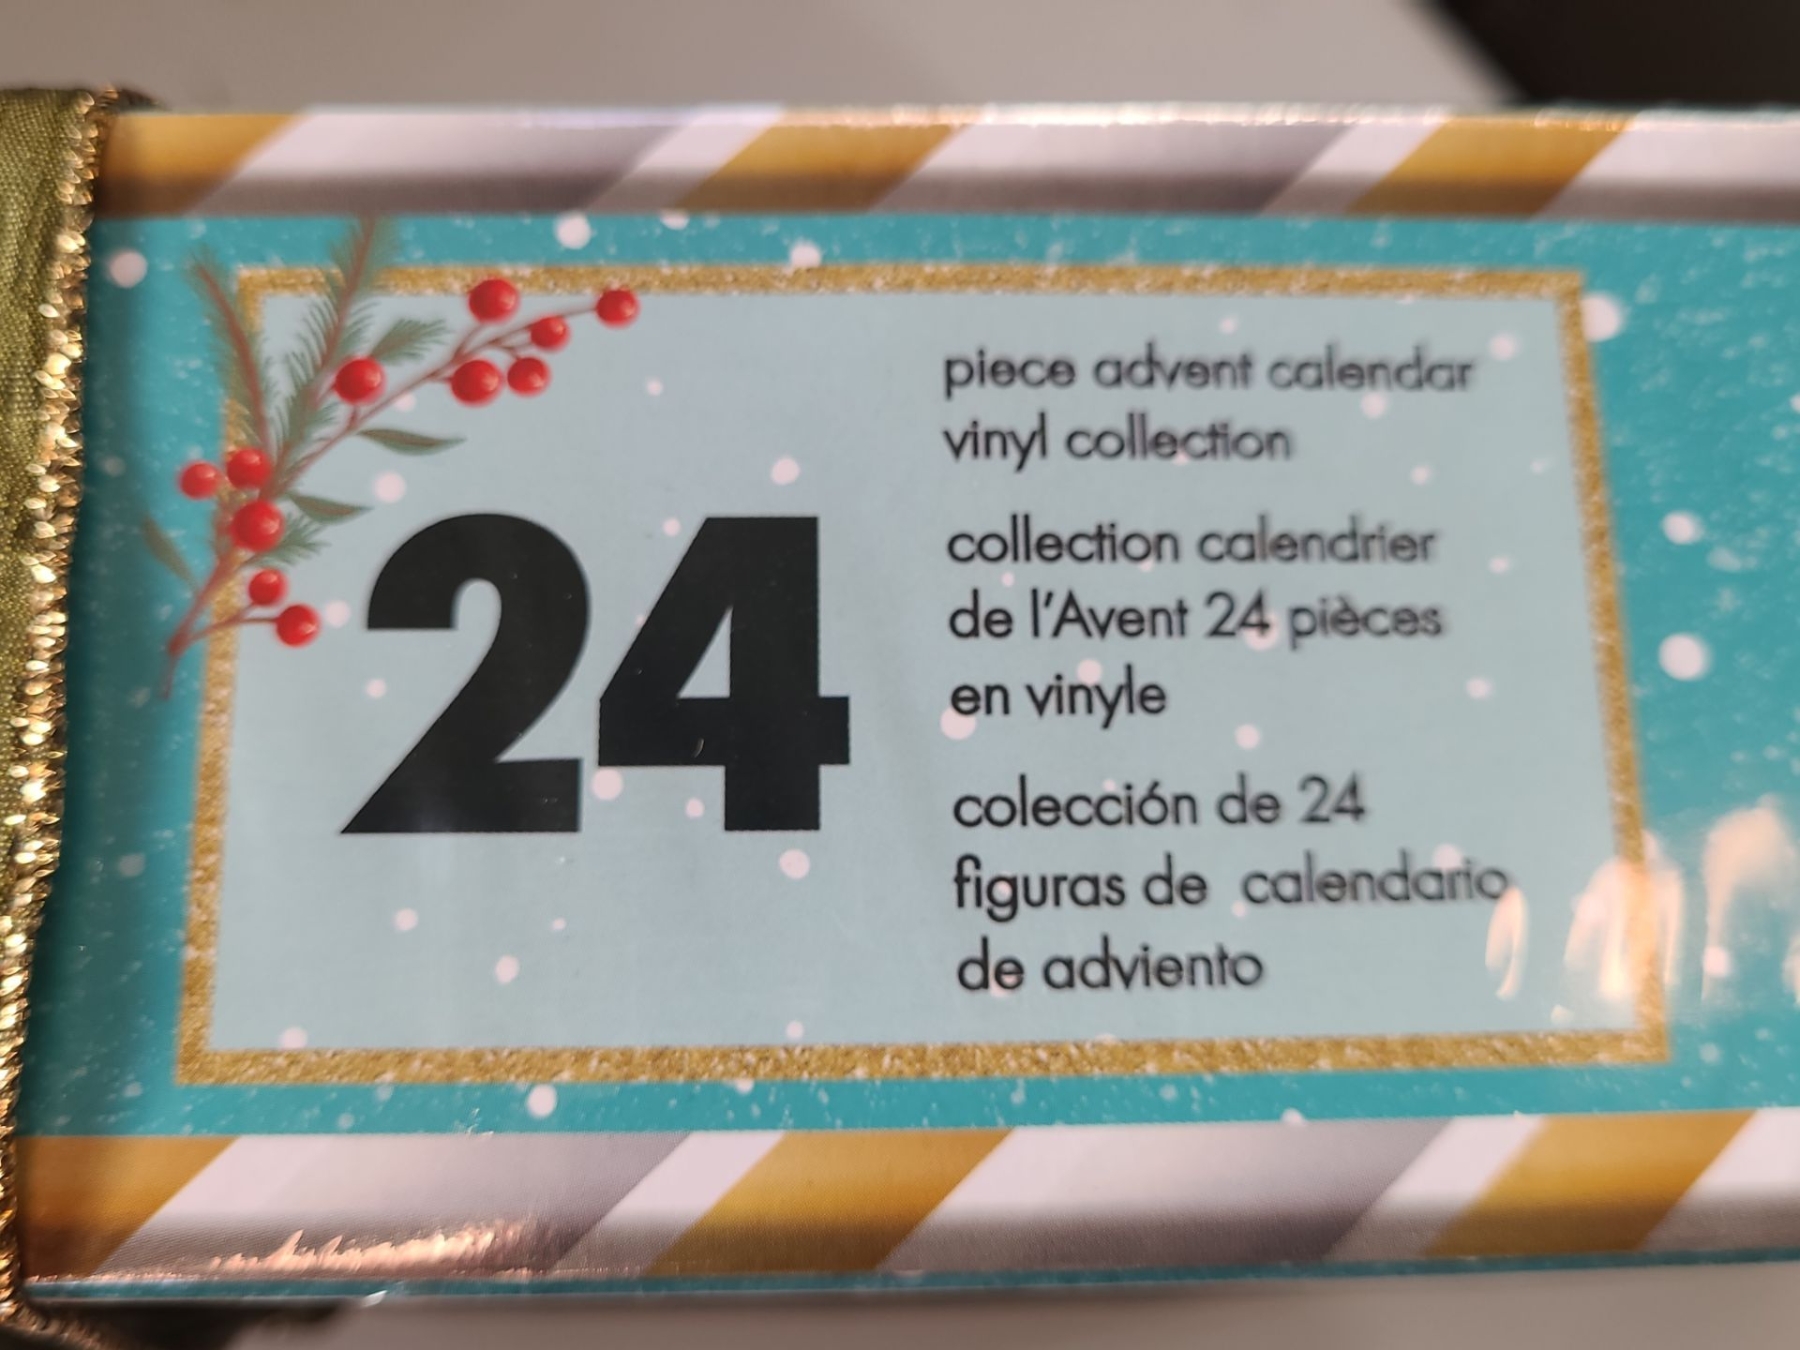 24
piece advent calendar
vinyl collection
collection calendrier
de l'Avent 24 pièces
en vinyle
colección de 24
figuras de calendario
de adviento